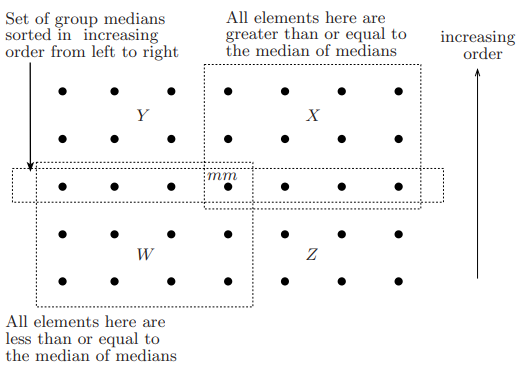 Set of group medians
sorted in increasing
order from left to right
All elements here are
greater than or equal to
the median of medians
increasing
order
Y
X
mm
W
Z
All elements here are
less than or equal to
the median of medians